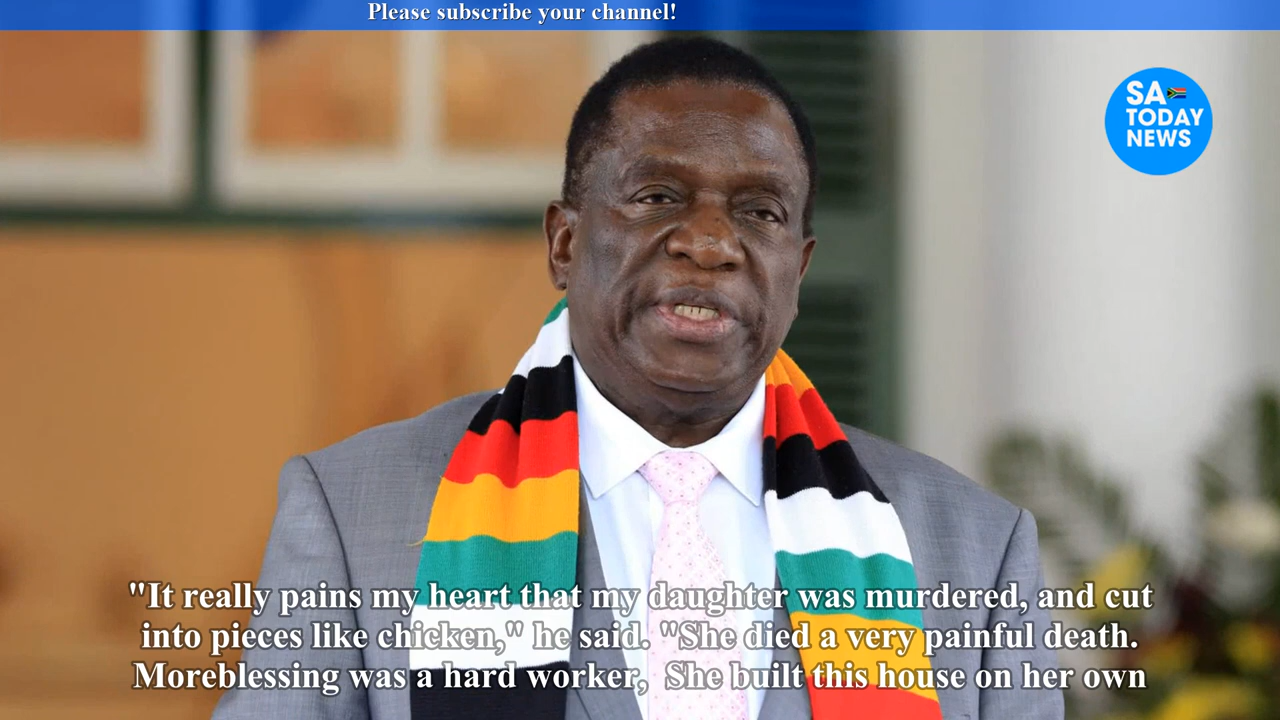 Please subscribe your channel!
SA
TODAY
NEWS
"It really pains my heart that my daughter was murdered, and cut
into pieces like chicken," he said. "She died a very painful death.
Moreblessing was a hard worker, She built this house on her own